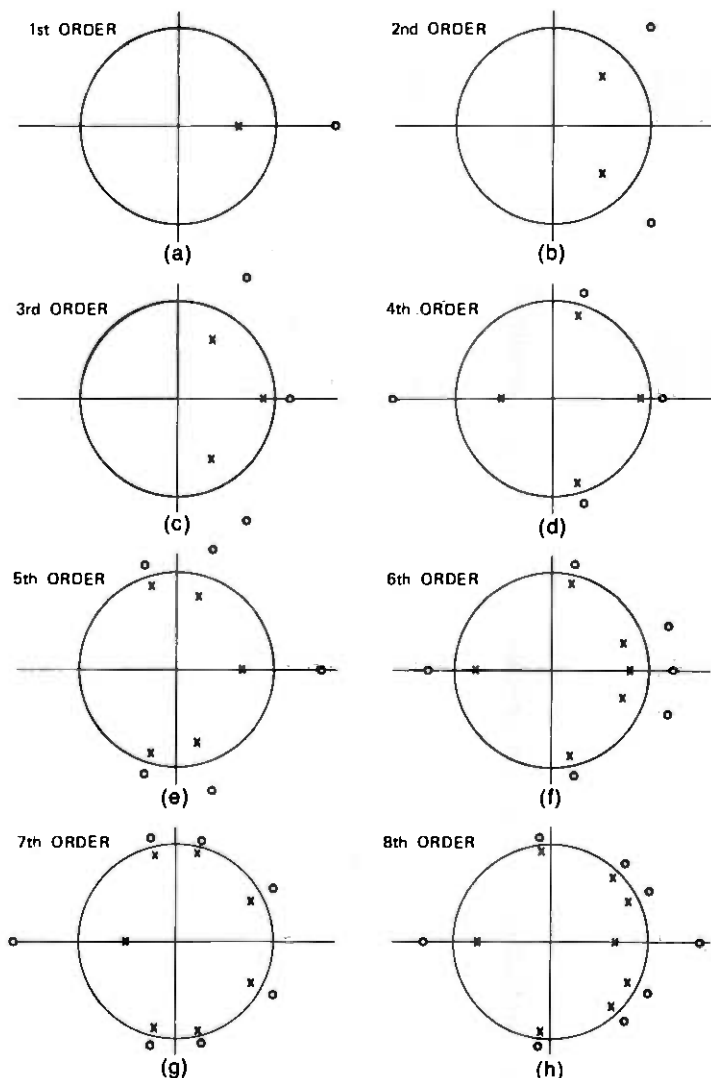 1st ORDER
2nd ORDER
(a)
(b)
3rd ORDER
4th ORDER
(c)
(d)
5th ORDER
6th ORDER
(e)
(f)
7th ORDER
8th ORDER
(g)
(h)